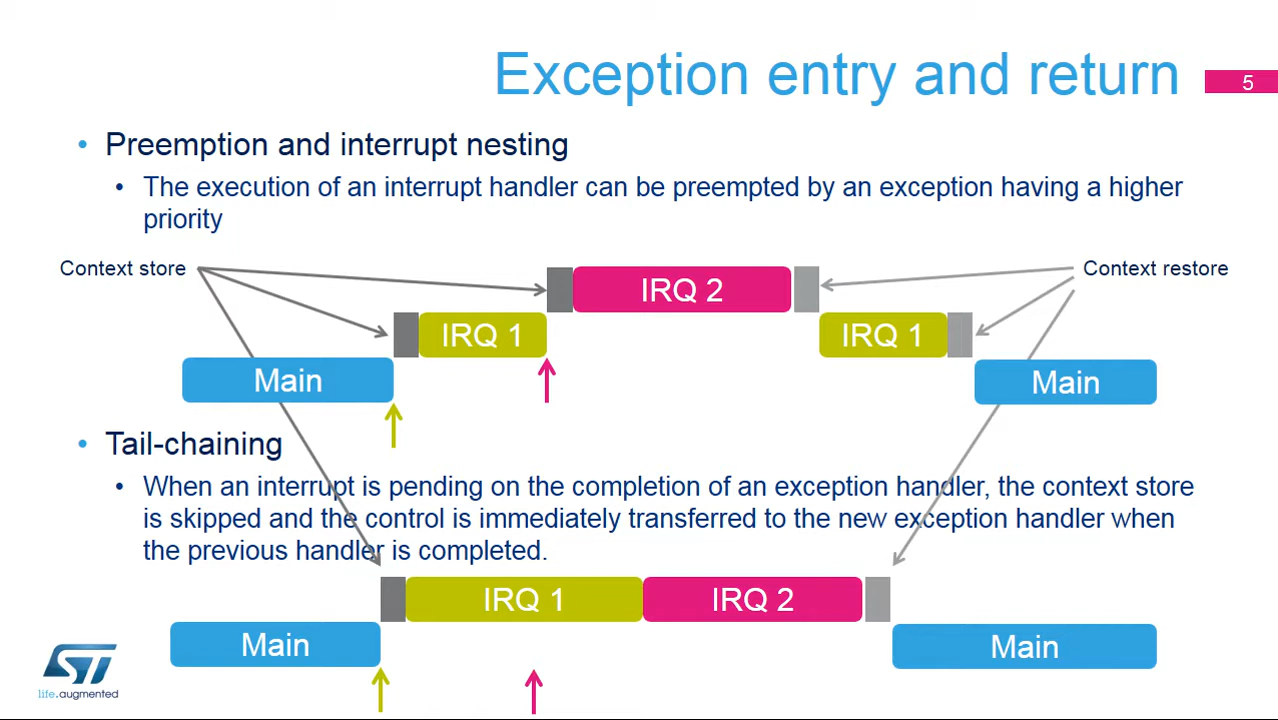 Exception entry and return
5
• Preemption and interrupt nesting
• The execution of an interrupt handler can be preempted by an exception having a higher
priority
Context store
Context restore
IRQ 2
IRQ 1
IRQ 1
Main
Main
• Tail-chaining
• When an interrupt is pending on the completion of an exception handler, the context store
is skipped and the control is immediately transferred to the new exception handler when
the previous handler is completed.
IRQ 1
IRQ 2
Main
Main
ST
life.augmented